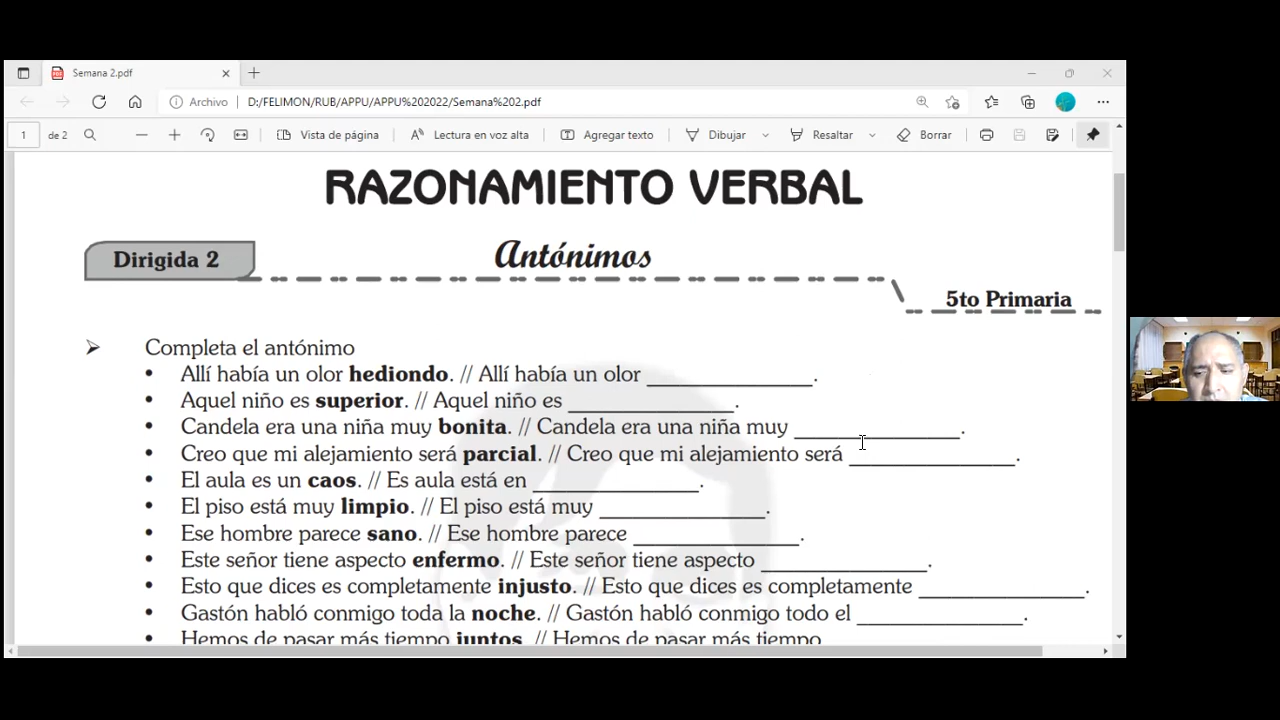 Semana 2.pdf
Archivo D:/FELIMON/RUB/APPU/APPU%202022/Semana%202.pdf
1 de 2 Vista de página Lectura en voz alta Agregar texto Dibujar Resaltar Borrar
RAZONAMIENTO VERBAL
Dirigida 2
Antónimos
5to Primaria
Completa el antónimo
• Allí había un olor hediondo. // Allí había un olor _______________.
• Aquel niño es superior. // Aquel niño es _______________.
• Candela era una niña muy bonita. // Candela era una niña muy _______________.
• Creo que mi alejamiento será parcial. // Creo que mi alejamiento será _______________.
• El aula es un caos. // Es aula está en _______________.
• El piso está muy limpio. // El piso está muy _______________.
• Ese hombre parece sano. // Ese hombre parece _______________.
• Este señor tiene aspecto enfermo. // Este señor tiene aspecto _______________.
• Esto que dices es completamente injusto. // Esto que dices es completamente _______________.
• Gastón habló conmigo toda la noche. // Gastón habló conmigo todo el _______________.
• Hemos de pasar más tiempo juntos. // Hemos de pasar más tiempo